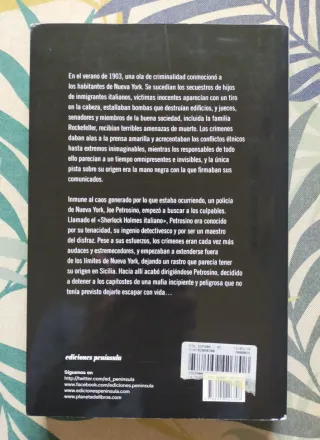 En el verano de 1903, una ola de criminalidad conmocionó a
los habitantes de Nueva York. Se sucedían los secuestros de hijos
de inmigrantes italianos, víctimas inocentes aparecían con un tiro
en la cabeza, estallaban bombas que destruían edificios, y jueces,
senadores y miembros de la buena sociedad, incluida la familia
Rockefeller, recibían terribles amenazas de muerte. Los crímenes
daban alas a la prensa amarilla y acrecentaban los conflictos étnicos
hasta extremos inimaginables, mientras los responsables de todo
ello parecían a un tiempo omnipresentes e invisibles, y la única
pista sobre su origen era la mano negra con la que firmaban sus
comunicados.
Inmune al caos generado por lo que estaba ocurriendo, un policía
de Nueva York, Joe Petrosino, empezó a buscar a los culpables.
Llamado el «Sherlock Holmes italiano», Petrosino era conocido
por su tenacidad, su ingenio detectivesco y por ser un maestro
del disfraz. Pese a sus esfuerzos, los crímenes eran cada vez más
audaces y estremecedores, y empezaban a extenderse fuera
de los límites de Nueva York, dejando un rastro que parecía tener
su origen en Sicilia. Hacia allí acabó dirigiéndose Petrosino, decidido
a detener a los capitostes de una mafia incipiente y peligrosa que no
tenía previsto dejarle escapar con vida…
ediciones península
Síguenos en
http://twitter.com/ed_peninsula
www.facebook.com/ediciones.peninsula
www.edicionespeninsula.com
www.planetadelibros.com